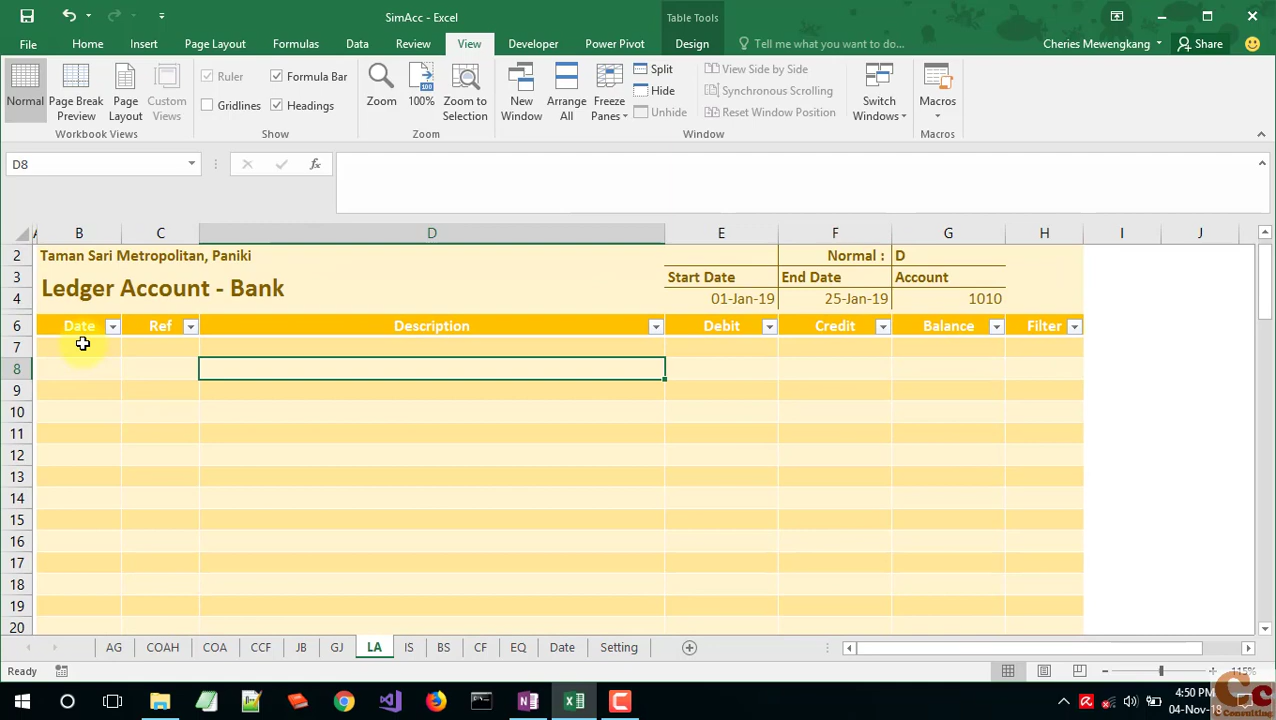 SimAcc - Excel
Table Tools
File Home Insert Page Layout Formulas Data Review View Developer Power Pivot Design Tell me what you want to do... Cheries Mewengkang Share
Normal
Page Break Preview
Page Layout
Custom Views
Workbook Views
Ruler
Formula Bar
Gridlines
Headings
Show
Zoom
100
100%
Zoom to Selection
Zoom
New Window
Arrange All
Freeze Panes
Split
Hide
Unhide
View Side by Side
Synchronous Scrolling
Reset Window Position
Window
Switch Windows
Macros
Macros
D8
fx
A B C D E F G H I J
2 Taman Sari Metropolitan, Paniki Normal : D
3 Ledger Account - Bank Start Date End Date Account
4 01-Jan-19 25-Jan-19 1010
6 Date Ref Description Debit Credit Balance Filter
7
8
9
10
11
12
13
14
15
16
17
18
19
20
AG COAH COA CCF JB GJ LA IS BS CF EQ Date Setting
Ready 115%
4:50 PM
04-Nov-18
Consulting